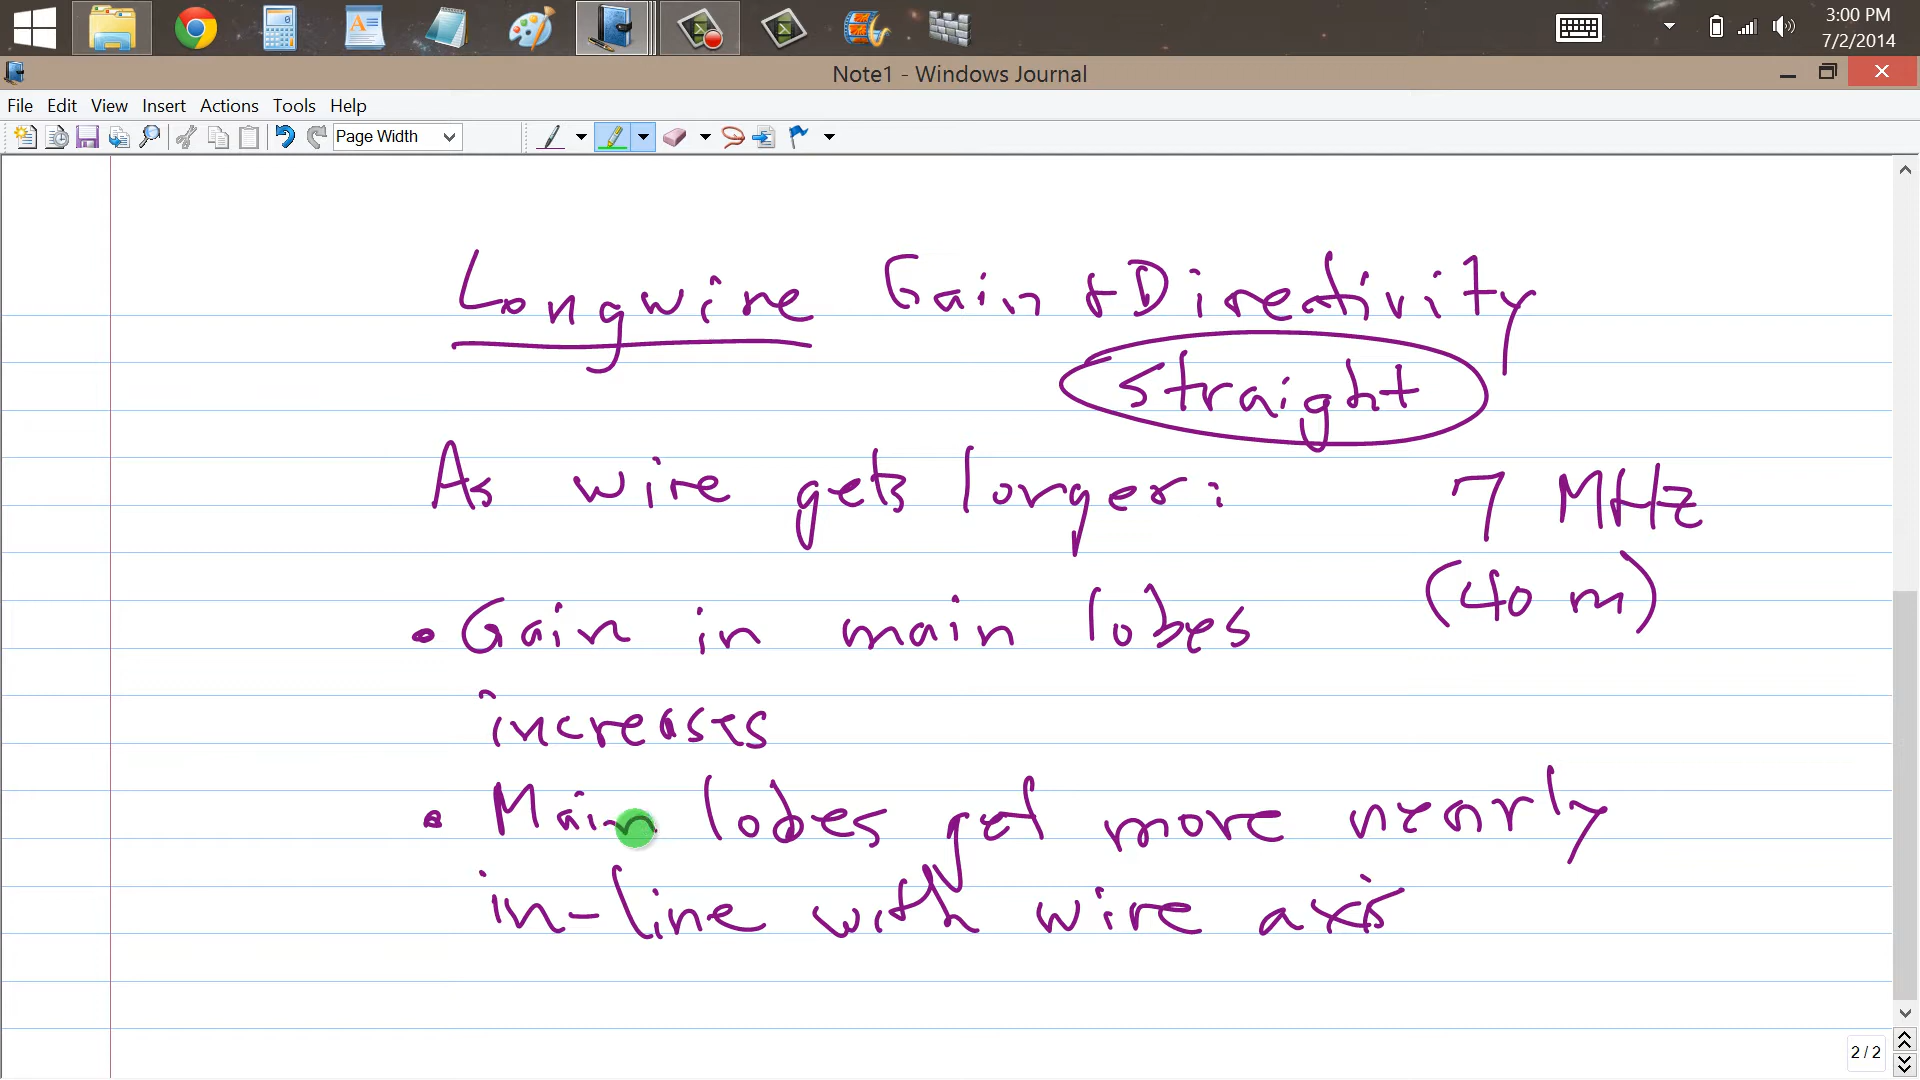 3:00 PM
7/2/2014
Note1 - Windows Journal
File Edit View Insert Actions Tools Help
Page Width
Longwire Gain & Directivity
straight
As wire gets longer: 7 MHz
(40 m)
• Gain in main lobes
increases
• Main lobes get more nearly
in-line with wire axis
2 / 2